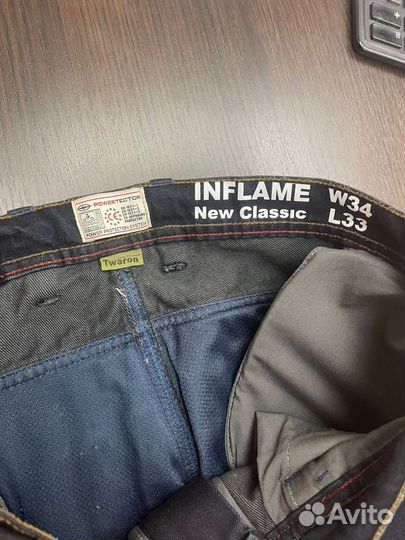 POWERTECTOR
POWER PROTECTION SYSTEM
INFLAME W34
New Classic L33
Twaron
Avito